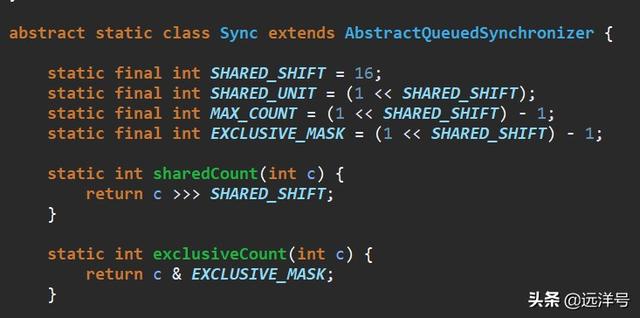 abstract static class Sync extends AbstractQueuedSynchronizer {
static final int SHARED_SHIFT = 16;
static final int SHARED_UNIT = (1 << SHARED_SHIFT);
static final int MAX_COUNT = (1 << SHARED_SHIFT) - 1;
static final int EXCLUSIVE_MASK = (1 << SHARED_SHIFT) - 1;
static int sharedCount(int c) {
return c >>> SHARED_SHIFT;
}
static int exclusiveCount(int c) {
return c & EXCLUSIVE_MASK;
}
头条 @远洋号